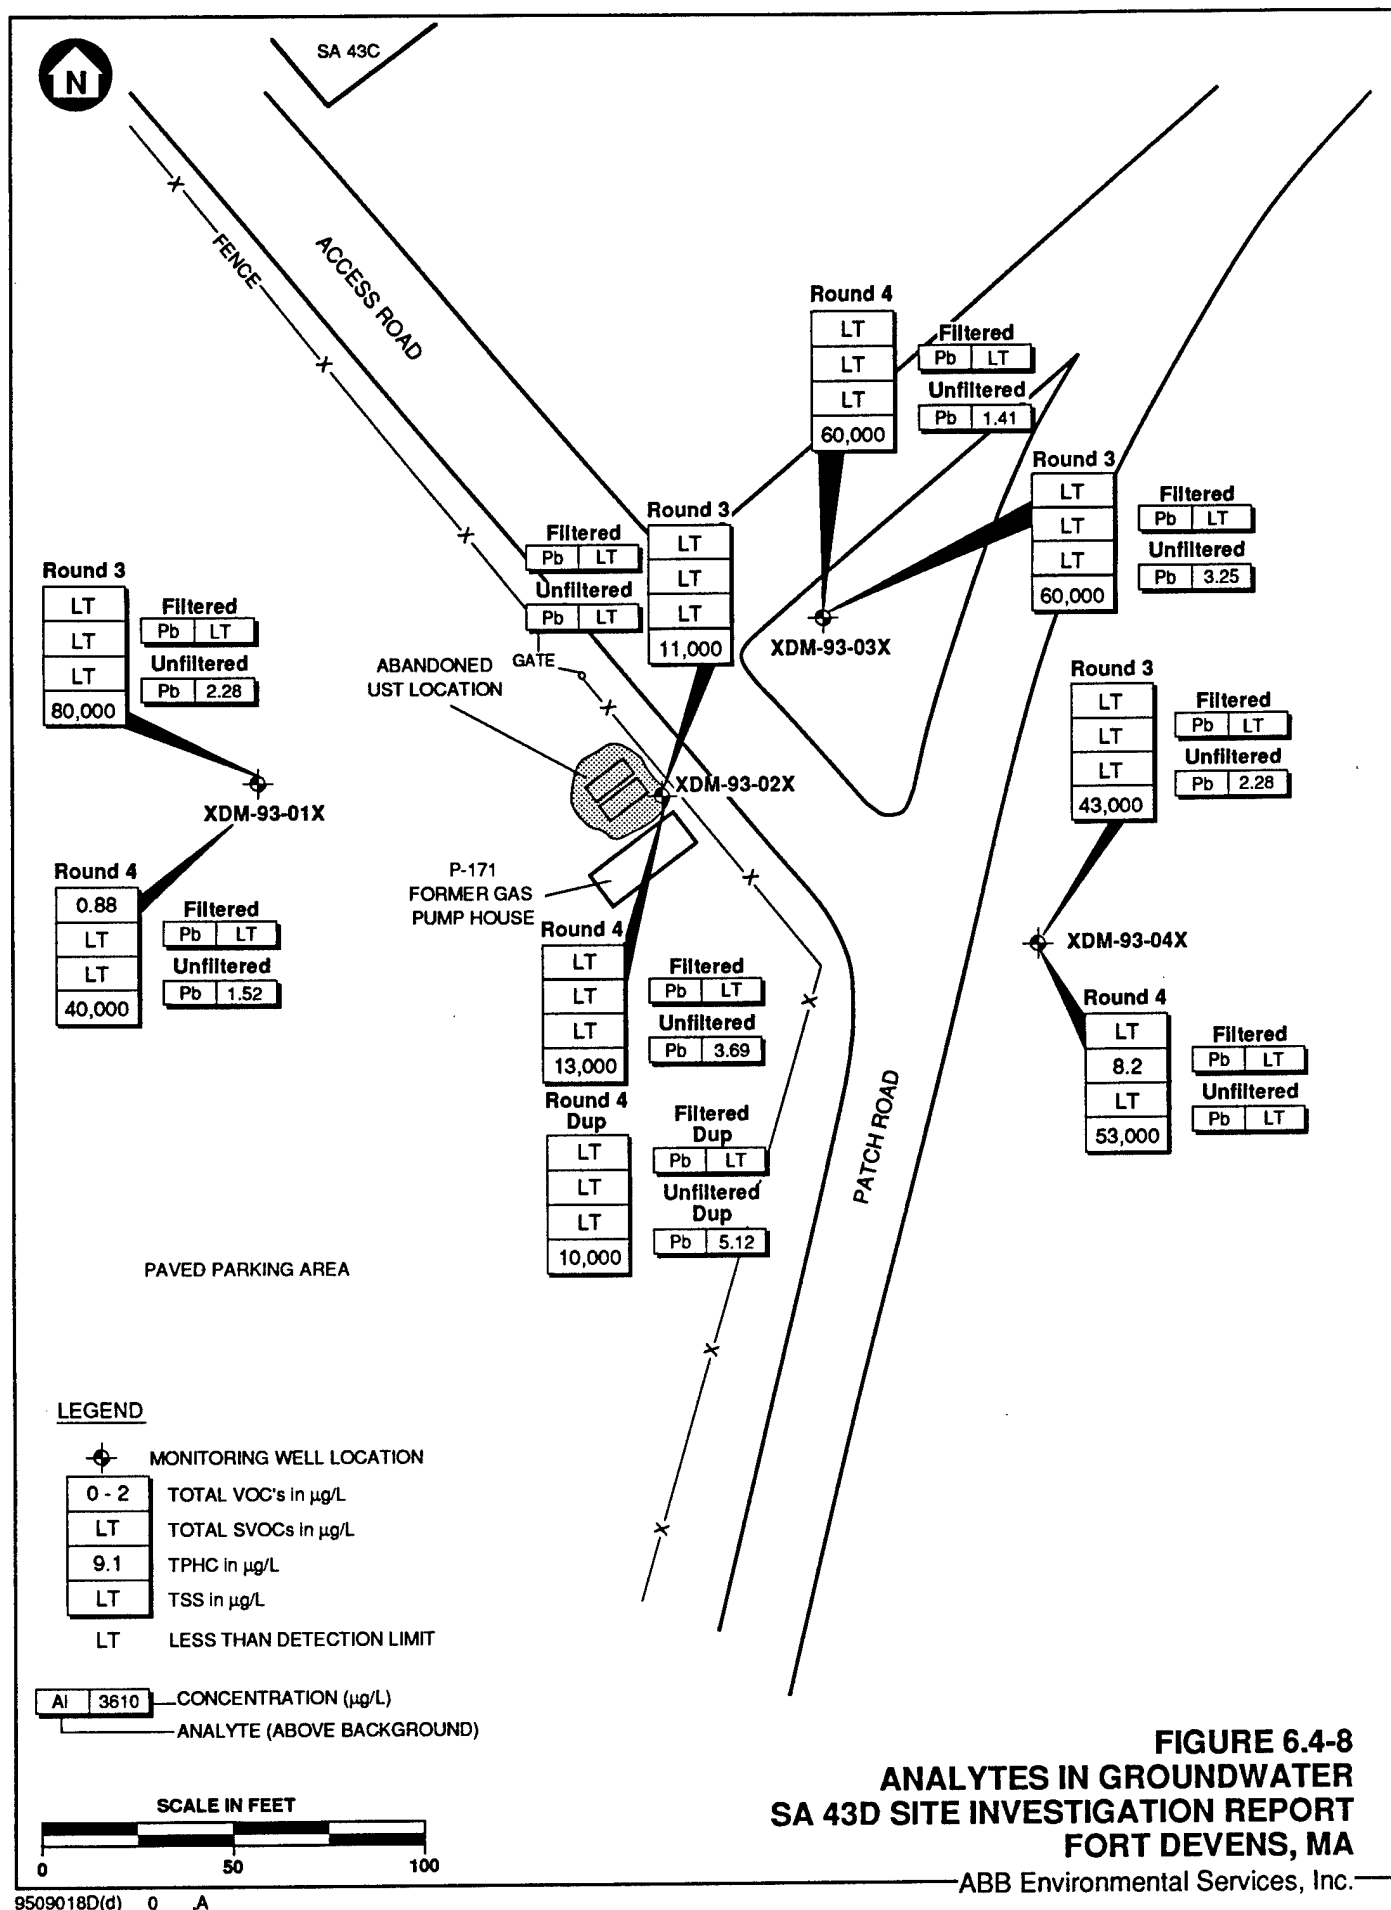 N
SA 43C
FENCE
ACCESS ROAD
Round 4
LT
LT
LT
60,000
Filtered
Pb LT
Unfiltered
Pb 1.41
Round 3
LT
LT
LT
60,000
Filtered
Pb LT
Unfiltered
Pb 3.25
XDM-93-03X
Round 3
LT
LT
LT
11,000
Filtered
Pb LT
Unfiltered
Pb LT
GATE
ABANDONED
UST LOCATION
XDM-93-02X
P-171
FORMER GAS
PUMP HOUSE
Round 3
LT
LT
LT
80,000
Filtered
Pb LT
Unfiltered
Pb 2.28
XDM-93-01X
Round 4
0.88
LT
LT
40,000
Filtered
Pb LT
Unfiltered
Pb 1.52
Round 3
LT
LT
LT
43,000
Filtered
Pb LT
Unfiltered
Pb 2.28
XDM-93-04X
Round 4
LT
8.2
LT
53,000
Filtered
Pb LT
Unfiltered
Pb LT
Round 4
LT
LT
LT
13,000
Filtered
Pb LT
Unfiltered
Pb 3.69
Round 4
Dup
LT
LT
LT
10,000
Filtered
Dup
Pb LT
Unfiltered
Dup
Pb 5.12
PATCH ROAD
PAVED PARKING AREA
LEGEND
MONITORING WELL LOCATION
0 - 2 TOTAL VOC's in µg/L
LT TOTAL SVOCs in µg/L
9.1 TPHC in µg/L
LT TSS in µg/L
LT LESS THAN DETECTION LIMIT
Al 3610 CONCENTRATION (µg/L)
ANALYTE (ABOVE BACKGROUND)
SCALE IN FEET
0 50 100
FIGURE 6.4-8
ANALYTES IN GROUNDWATER
SA 43D SITE INVESTIGATION REPORT
FORT DEVENS, MA
ABB Environmental Services, Inc.
9509018D(d) 0 .A